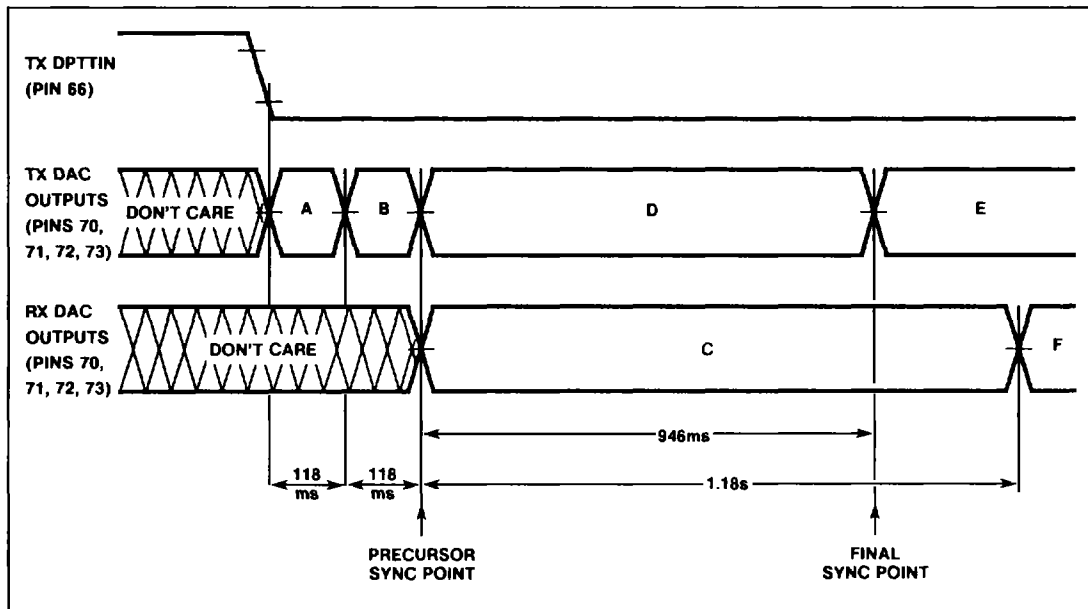 TX DPTTIN
(PIN 66)
TX DAC
OUTPUTS
(PINS 70,
71, 72, 73)
DON'T CARE
A
B
D
E
RX DAC
OUTPUTS
(PINS 70,
71, 72, 73)
DON'T CARE
C
F
946ms
118
ms
118
ms
1.18s
PRECURSOR
SYNC POINT
FINAL
SYNC POINT